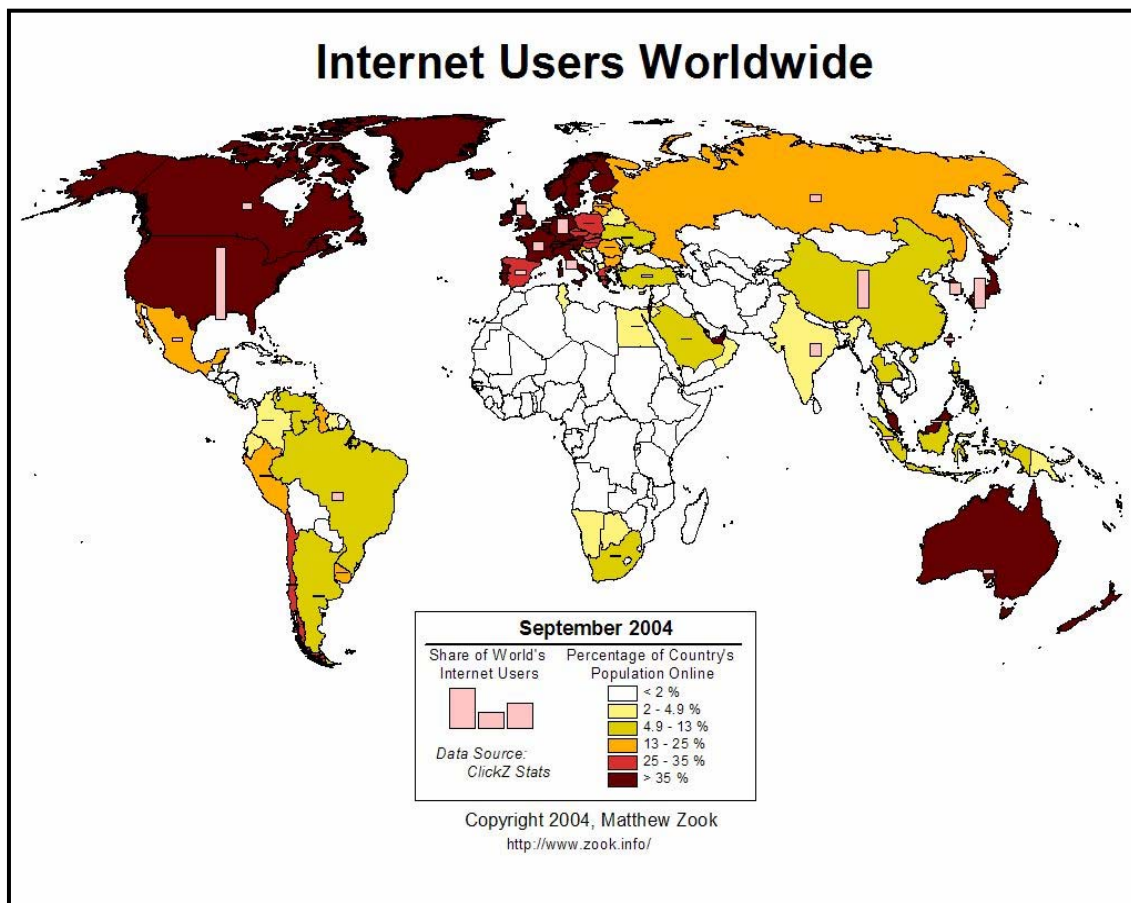 Internet Users Worldwide
September 2004
Share of World's
Internet Users
Percentage of Country's
Population Online
< 2 %
2 - 4.9 %
4.9 - 13 %
13 - 25 %
25 - 35 %
> 35 %
Data Source:
ClickZ Stats
Copyright 2004, Matthew Zook
http://www.zook.info/